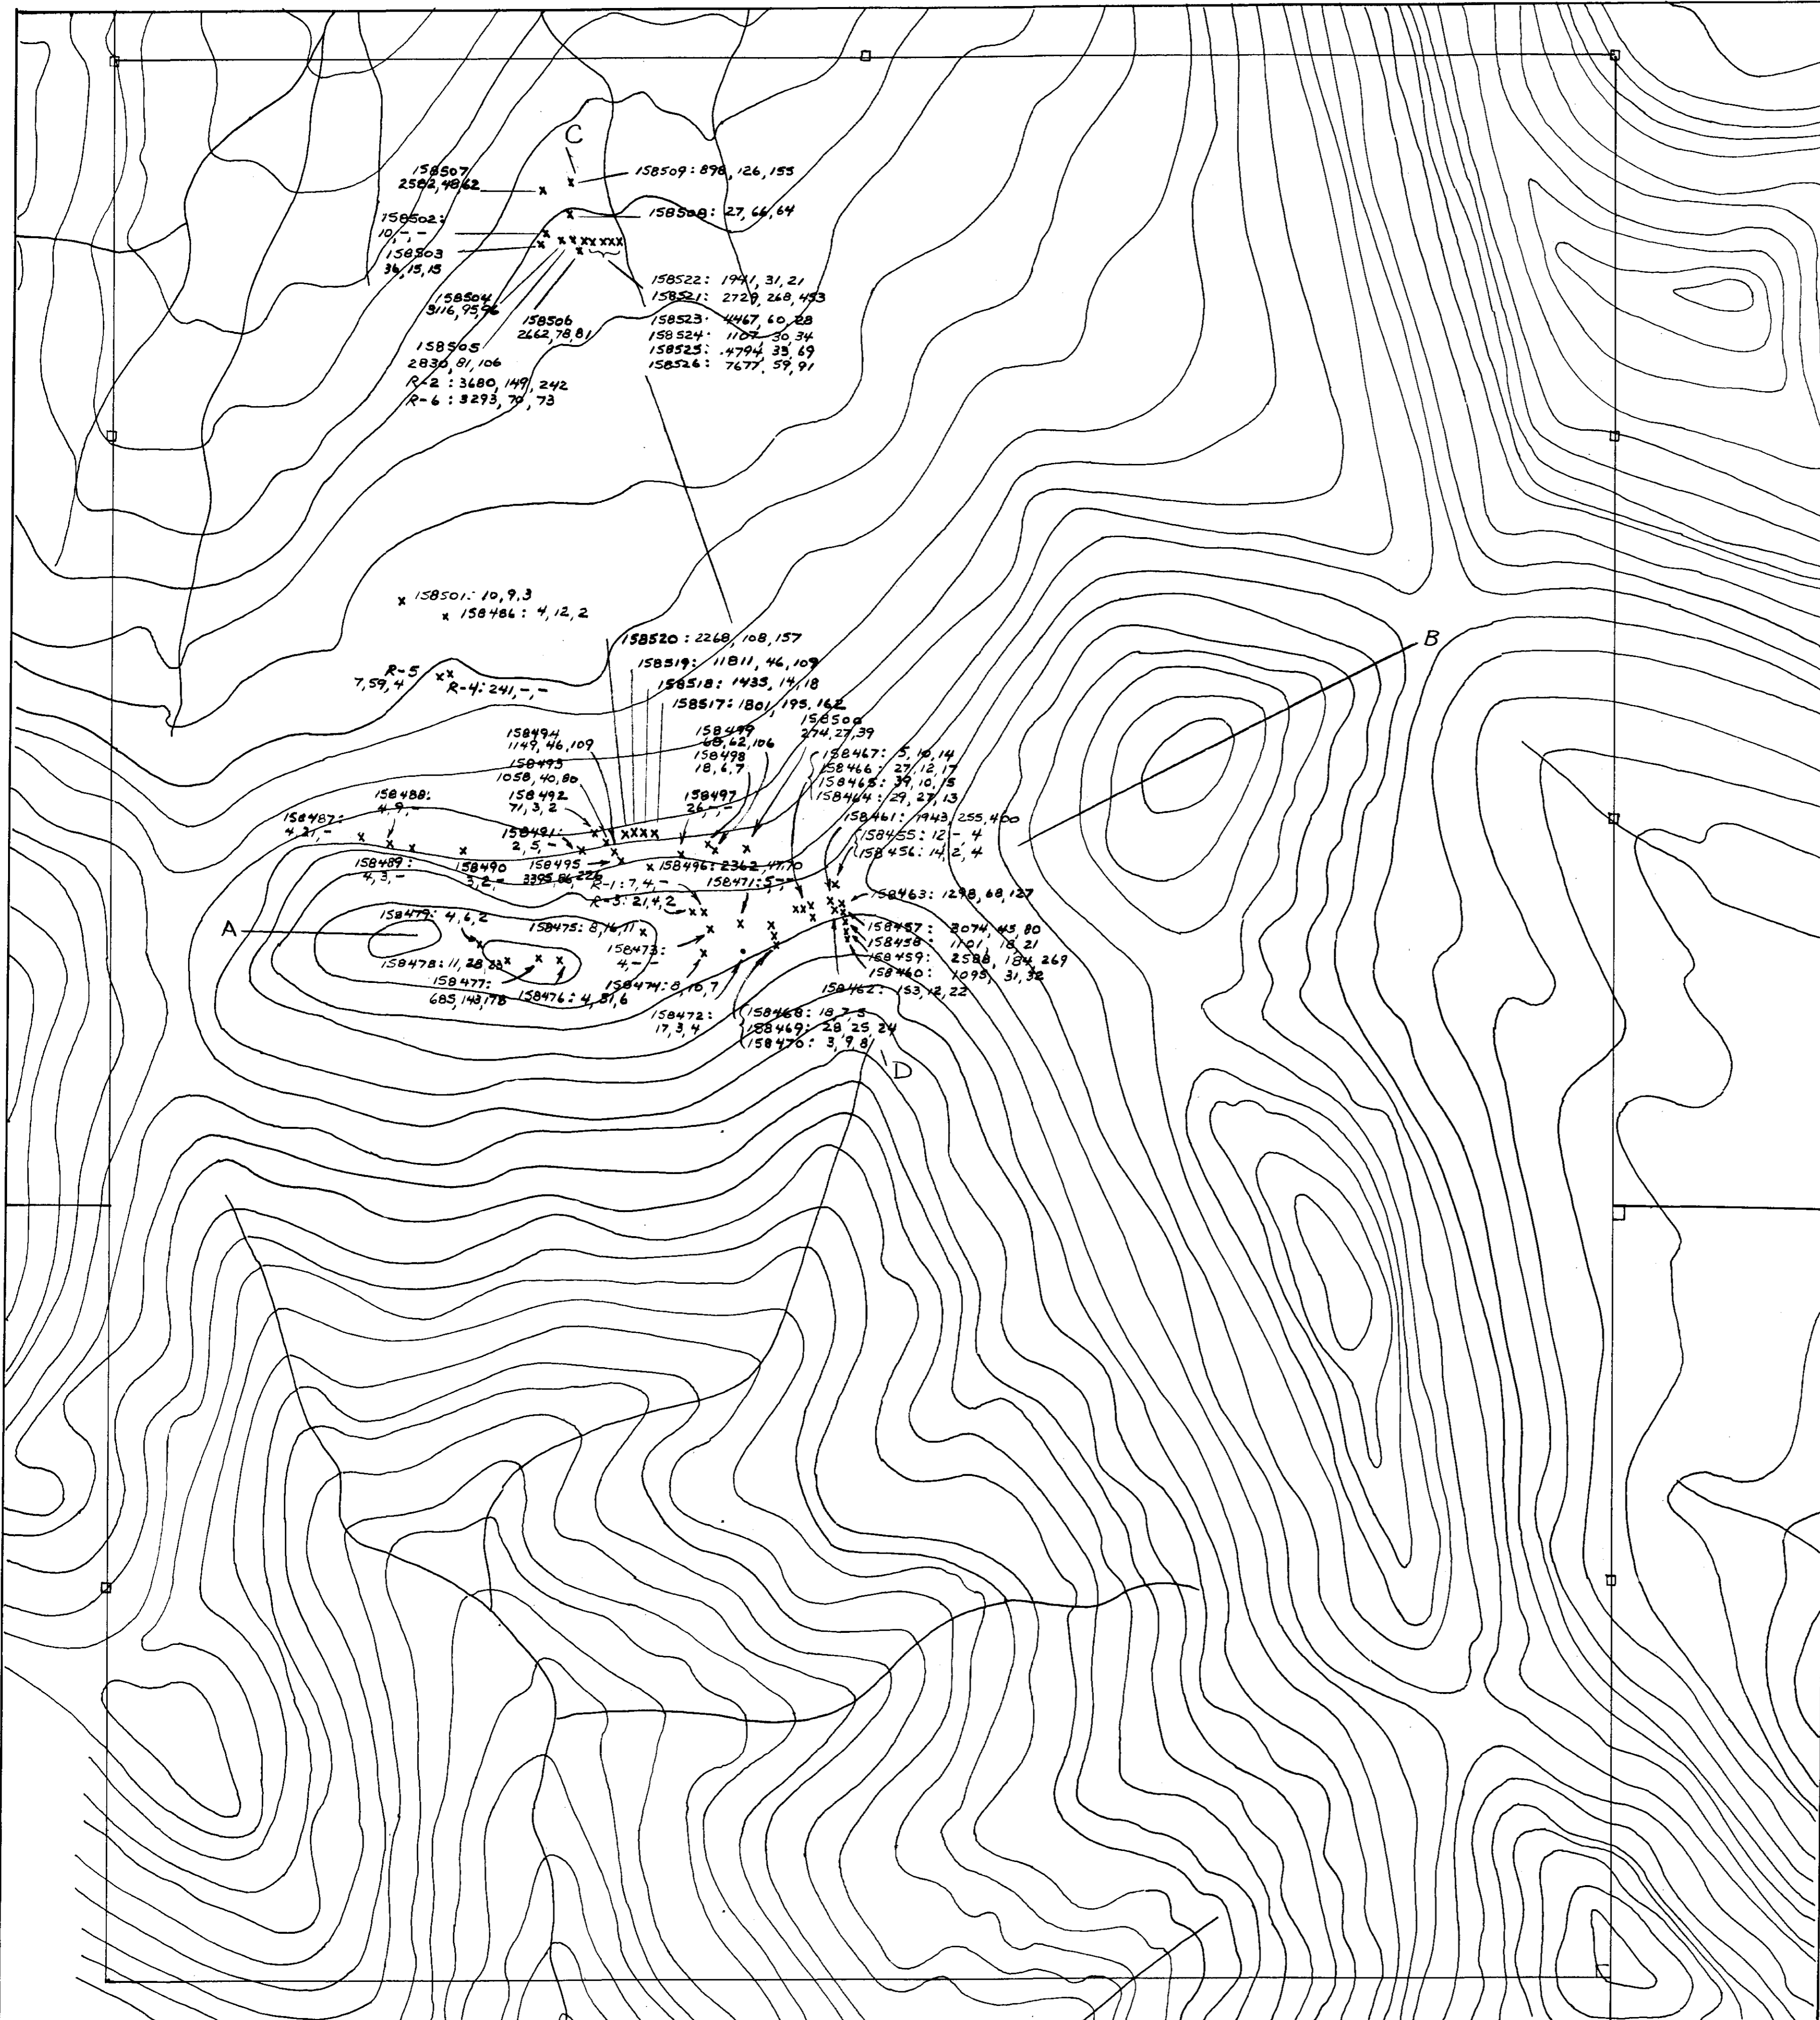 C
158509: 898, 126, 155
158507
2582, 48, 62
158508: 27, 66, 64
158502:
10, -, -
158503
36, 15, 15
158504
3116, 95, 96
158506
2662, 78, 81
158505
2830, 81, 106
R-2 : 3680, 149, 242
R-6 : 3293, 70, 73
158522: 1941, 31, 21
158521: 2728, 268, 453
158523: 4467, 60, 28
158524: 1107, 30, 34
158525: 4794, 35, 69
158526: 7677, 59, 91
158501: 10, 9, 3
158486: 4, 12, 2
R-5
7, 59, 4
R-4: 241, -, -
B
158520: 2268, 108, 157
158519: 11811, 46, 109
158518: 1435, 14, 18
158517: 1801, 195, 162
158494
1149, 46, 109
158493
1058, 40, 80
158492
71, 3, 2
158491:
2, 5, -
158499
68, 62, 106
158498
18, 6, 7
158497
26, -, -
158500
274, 27, 39
158467: 5, 10, 14
158466: 27, 12, 17
158465: 39, 10, 15
158464: 29, 27, 13
158461: 1943, 255, 400
158455: 12, -, 4
158456: 14, 2, 4
158488:
4, 9, -
158487:
4, 21, -
158489:
4, 3, -
158490
3, 2, -
158495
3395, 86, 226
158496: 2362, 47, 70
R-1: 7, 4, -
158471: 5, -, -
R-3: 21, 4, 2
158463: 1298, 68, 127
A
158479: 4, 6, 2
158475: 8, 16, 11
158473:
4, -, -
158457: 3074, 45, 80
158458: 1101, 18, 21
158459: 2588, 184, 269
158460: 1095, 31, 32
158462: 153, 12, 22
158478: 11, 28, 23
158477:
685, 143, 178
158476: 4, 31, 6
158474: 8, 10, 7
158472:
17, 3, 4
158468: 18, 7, 5
158469: 28, 25, 24
158470: 3, 9, 8
D